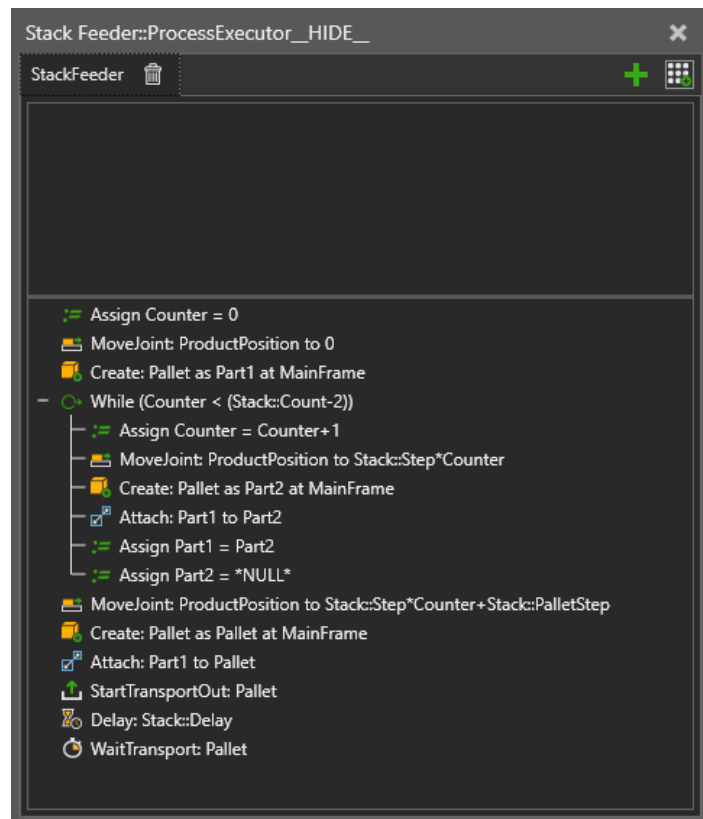 Stack Feeder::ProcessExecutor__HIDE__
StackFeeder
:= Assign Counter = 0
MoveJoint: ProductPosition to 0
Create: Pallet as Part1 at MainFrame
While (Counter < (Stack::Count-2))
:= Assign Counter = Counter+1
MoveJoint: ProductPosition to Stack::Step*Counter
Create: Pallet as Part2 at MainFrame
Attach: Part1 to Part2
:= Assign Part1 = Part2
:= Assign Part2 = *NULL*
MoveJoint: ProductPosition to Stack::Step*Counter+Stack::PalletStep
Create: Pallet as Pallet at MainFrame
Attach: Part1 to Pallet
StartTransportOut: Pallet
Delay: Stack::Delay
WaitTransport: Pallet